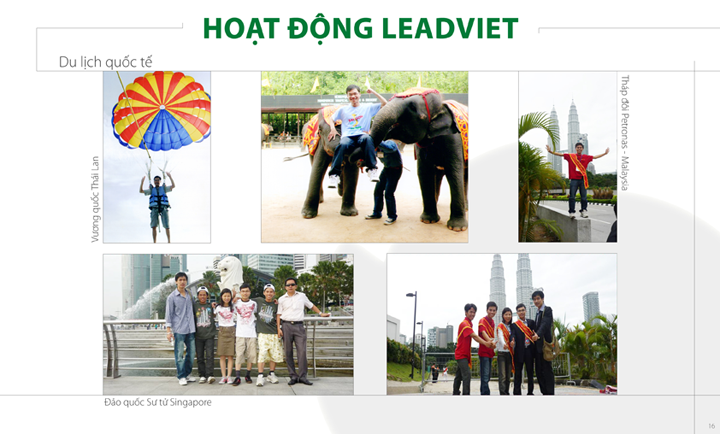 HOẠT ĐỘNG LEADVIET
Du lịch quốc tế
Vương quốc Thái Lan
Tháp đôi Petronas - Malaysia
Đảo quốc Sư tử Singapore
16